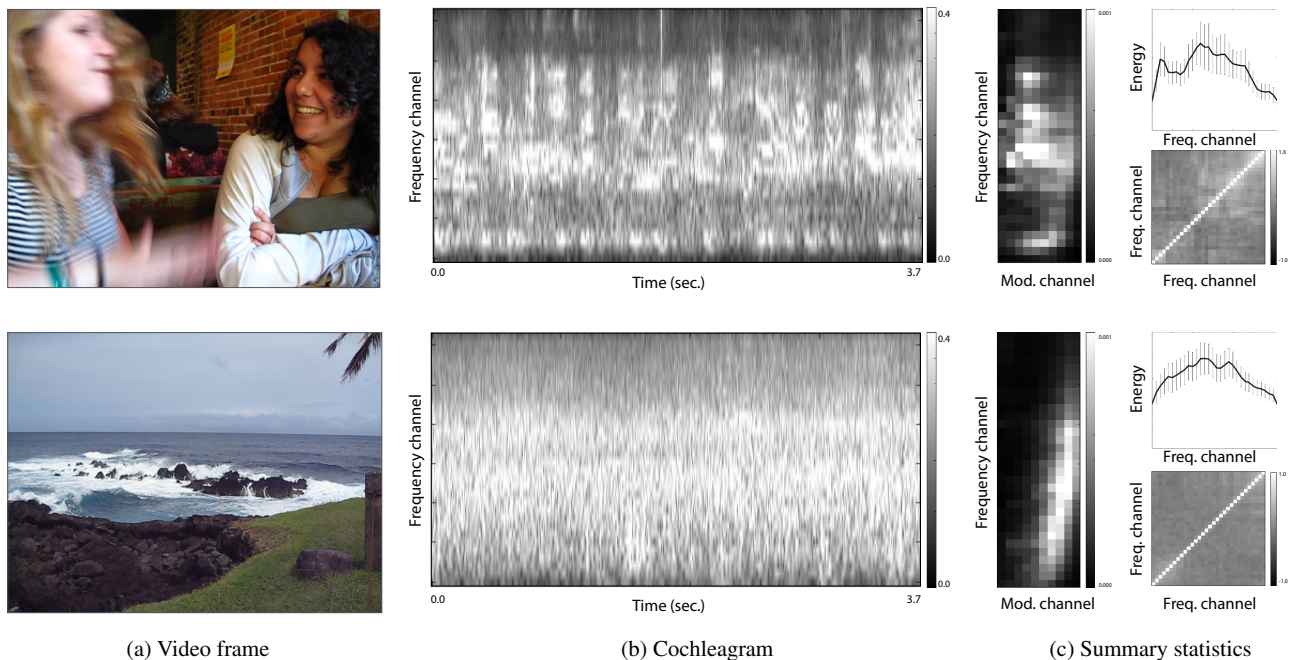 Frequency channel
0.4
0.0
0.0
3.7
Time (sec.)
Frequency channel
0.001
0.000
Mod. channel
Energy
Freq. channel
Freq. channel
1.0
-1.0
Freq. channel
Frequency channel
0.4
0.0
0.0
3.7
Time (sec.)
Frequency channel
0.001
0.000
Mod. channel
Energy
Freq. channel
Freq. channel
1.0
-1.0
Freq. channel
(a) Video frame
(b) Cochleagram
(c) Summary statistics